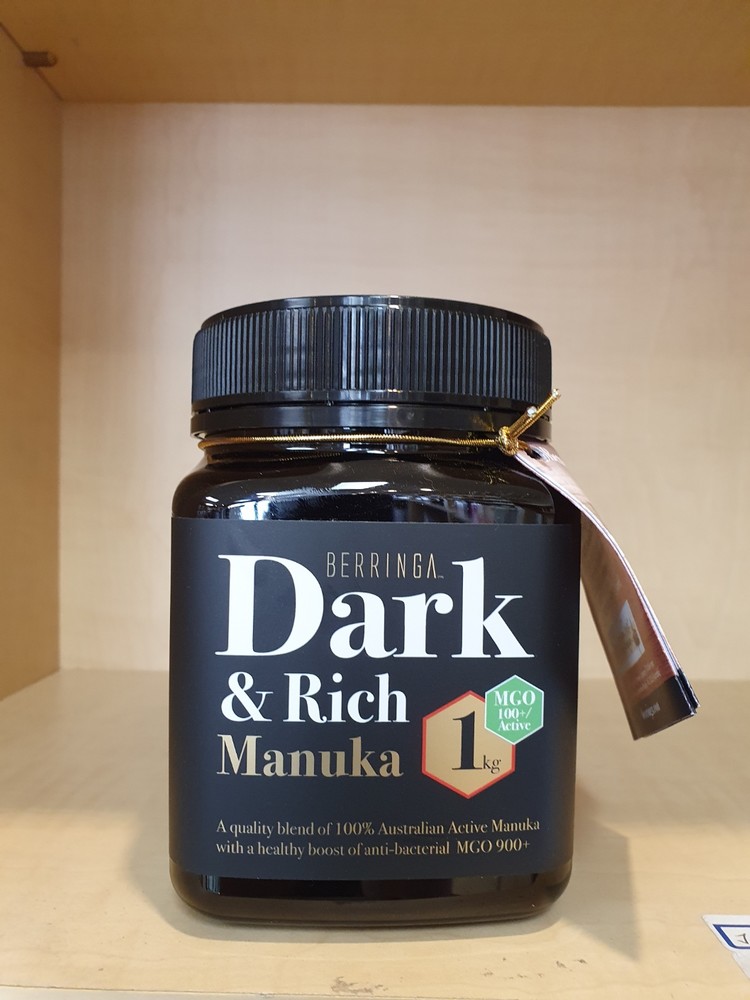 BERRINGA™
Dark
& Rich
Manuka
MGO
100+/
Active
1kg
A quality blend of 100% Australian Active Manuka
with a healthy boost of anti-bacterial MGO 900+